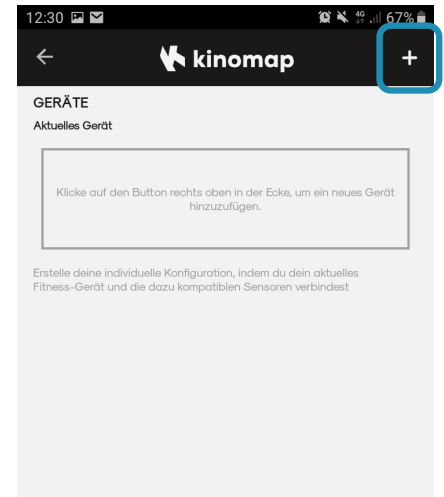 12:30 4G 67%
kinomap +
GERÄTE
Aktuelles Gerät
Klicke auf den Button rechts oben in der Ecke, um ein neues Gerät
hinzuzufügen.
Erstelle deine individuelle Konfiguration, indem du dein aktuelles
Fitness-Gerät und die dazu kompatiblen Sensoren verbindest